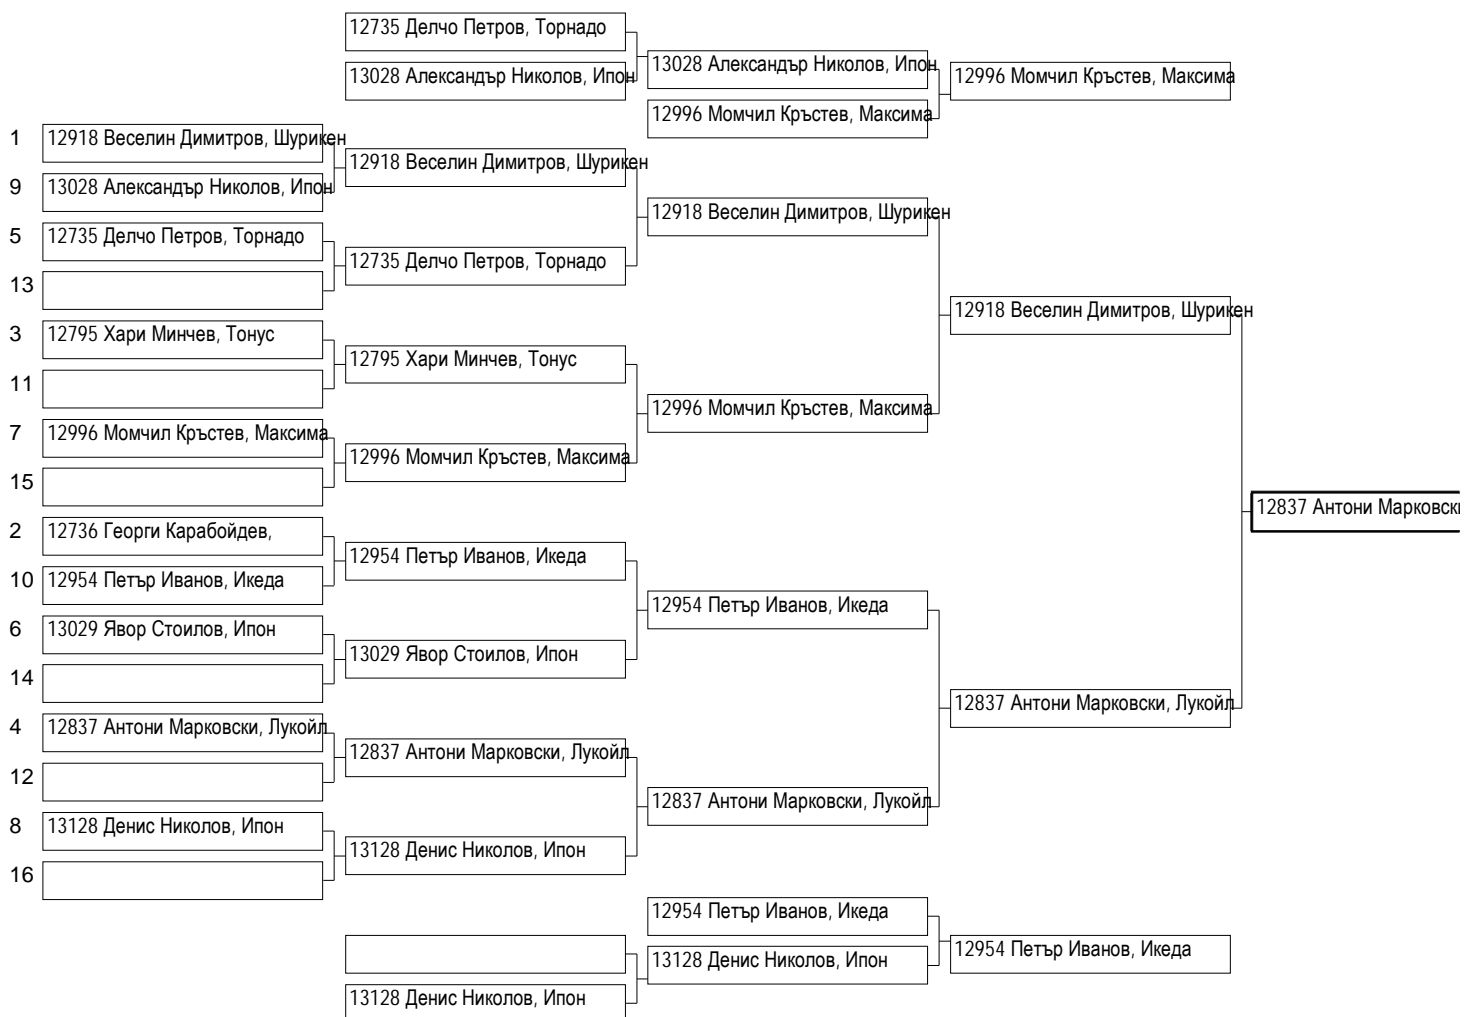 12735 Делчо Петров, Торнадо
13028 Александър Николов, Ипон
13028 Александър Николов, Ипон
12996 Момчил Кръстев, Максима
12996 Момчил Кръстев, Максима
1 12918 Веселин Димитров, Шурикен
12918 Веселин Димитров, Шурикен
9 13028 Александър Николов, Ипон
12918 Веселин Димитров, Шурикен
5 12735 Делчо Петров, Торнадо
12735 Делчо Петров, Торнадо
13
12918 Веселин Димитров, Шурикен
3 12795 Хари Минчев, Тонус
12795 Хари Минчев, Тонус
11
12996 Момчил Кръстев, Максима
7 12996 Момчил Кръстев, Максима
12996 Момчил Кръстев, Максима
15
12837 Антони Марковски
2 12736 Георги Карабойдев,
12954 Петър Иванов, Икеда
10 12954 Петър Иванов, Икеда
12954 Петър Иванов, Икеда
6 13029 Явор Стоилов, Ипон
13029 Явор Стоилов, Ипон
14
12837 Антони Марковски, Лукойл
4 12837 Антони Марковски, Лукойл
12837 Антони Марковски, Лукойл
12
12837 Антони Марковски, Лукойл
8 13128 Денис Николов, Ипон
13128 Денис Николов, Ипон
16
12954 Петър Иванов, Икеда
12954 Петър Иванов, Икеда
13128 Денис Николов, Ипон
13128 Денис Николов, Ипон